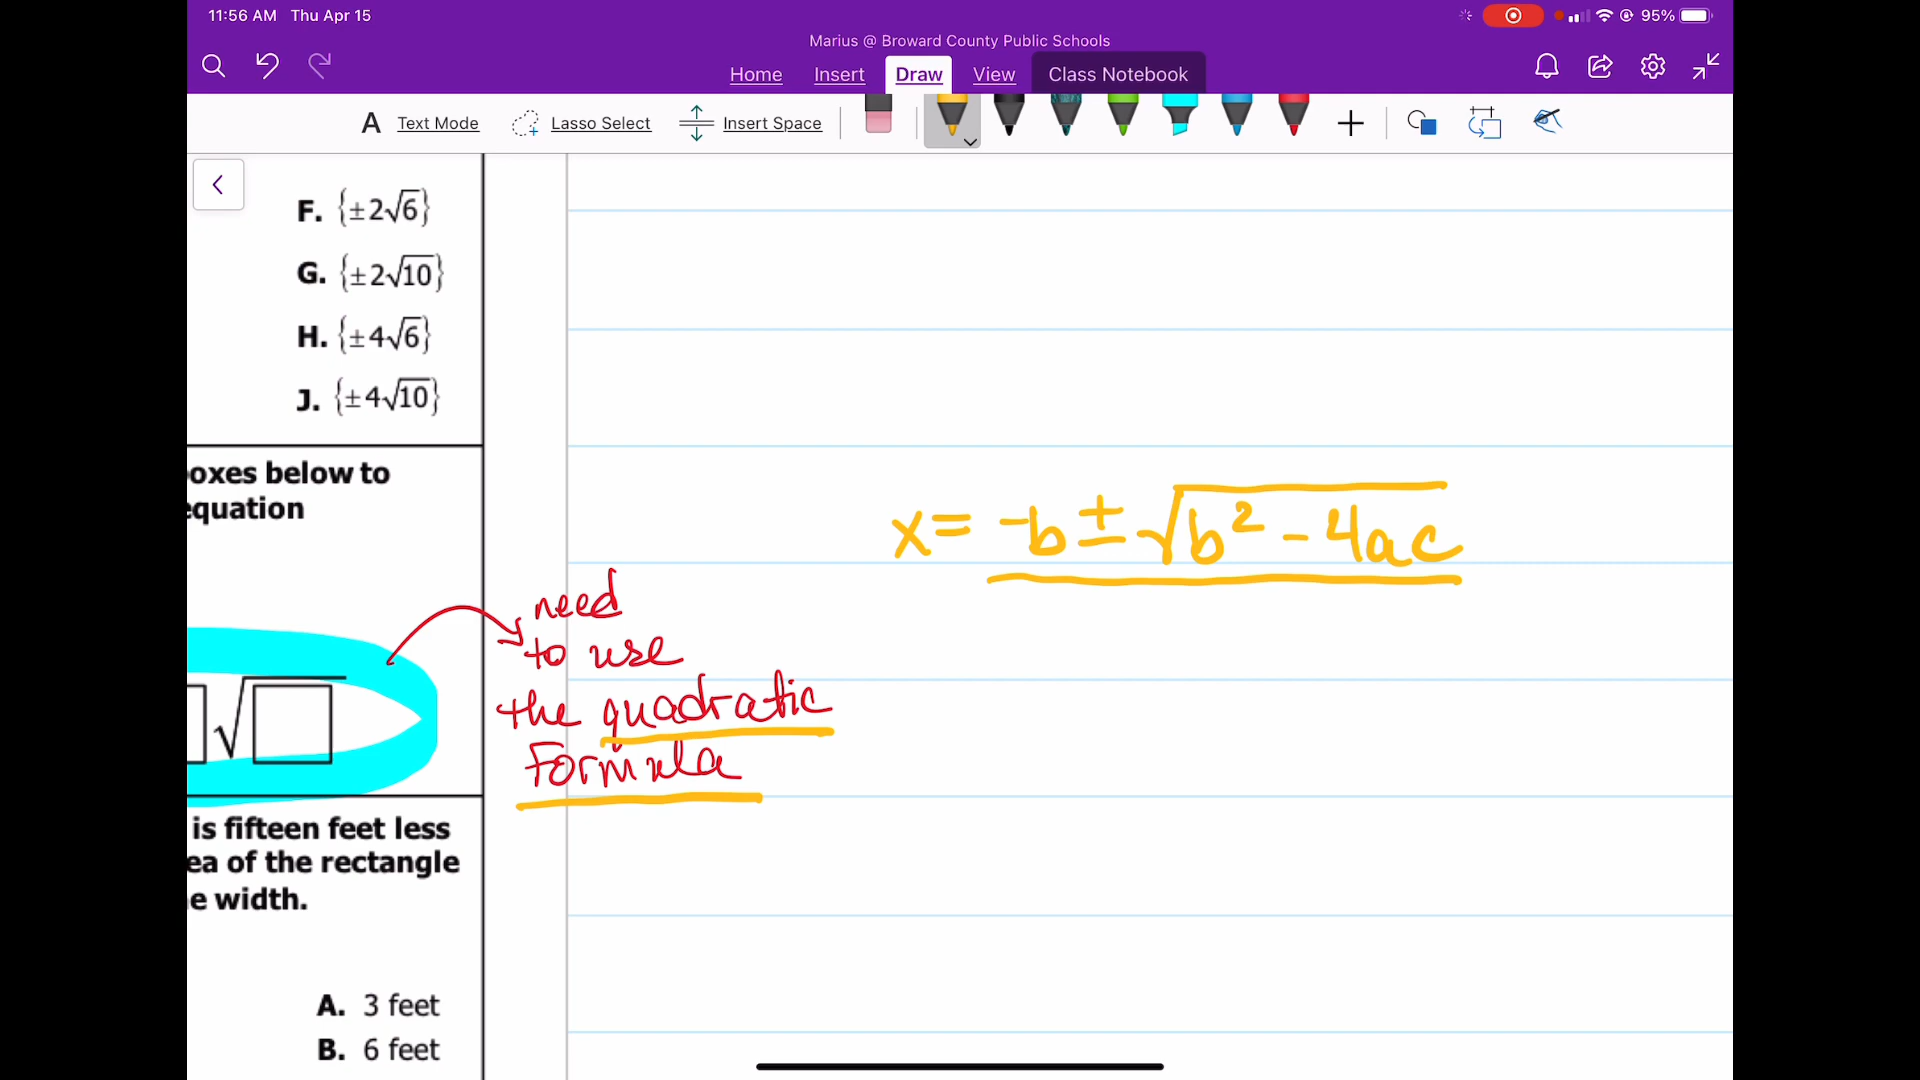 11:56 AM Thu Apr 15
95%
Marius @ Broward County Public Schools
Home Insert Draw View Class Notebook
A Text Mode Lasso Select Insert Space
F. {±2√6}
G. {±2√10}
H. {±4√6}
J. {±4√10}
oxes below to
equation
x = -b ± √b² - 4ac
need
to use
the quadratic
Formula
√
is fifteen feet less
ea of the rectangle
e width.
A. 3 feet
B. 6 feet